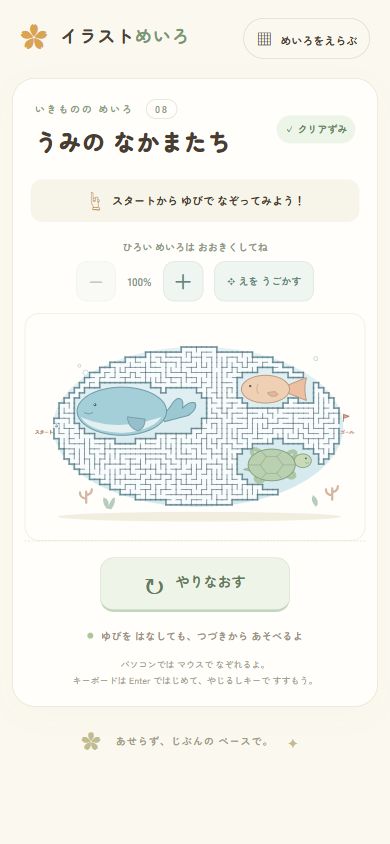 イラストめいろ
めいろをえらぶ
いきものの めいろ 08
うみの なかまたち
✓ クリアずみ
スタートから ゆびで なぞってみよう！
ひろい めいろは おおきくしてね
− 100% ＋ えを うごかす
スタート
ゴール
やりなおす
ゆびを はなしても、つづきから あそべるよ
パソコンでは マウスで なぞれるよ。
キーボードは Enter ではじめて、やじるしキーで すすもう。
あせらず、じぶんの ペースで。